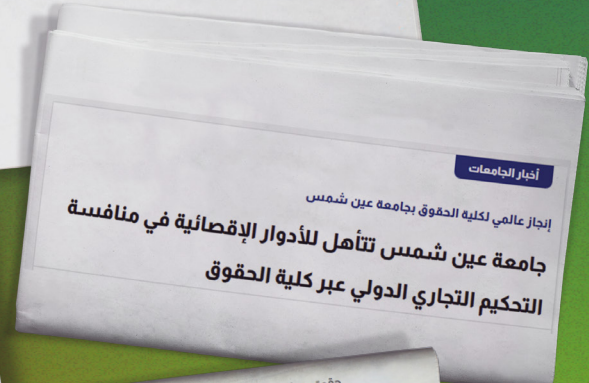 أخبار الجامعات
إنجاز عالمي لكلية الحقوق بجامعة عين شمس
جامعة عين شمس تتأهل للأدوار الإقصائية في منافسة
التحكيم التجاري الدولي عبر كلية الحقوق